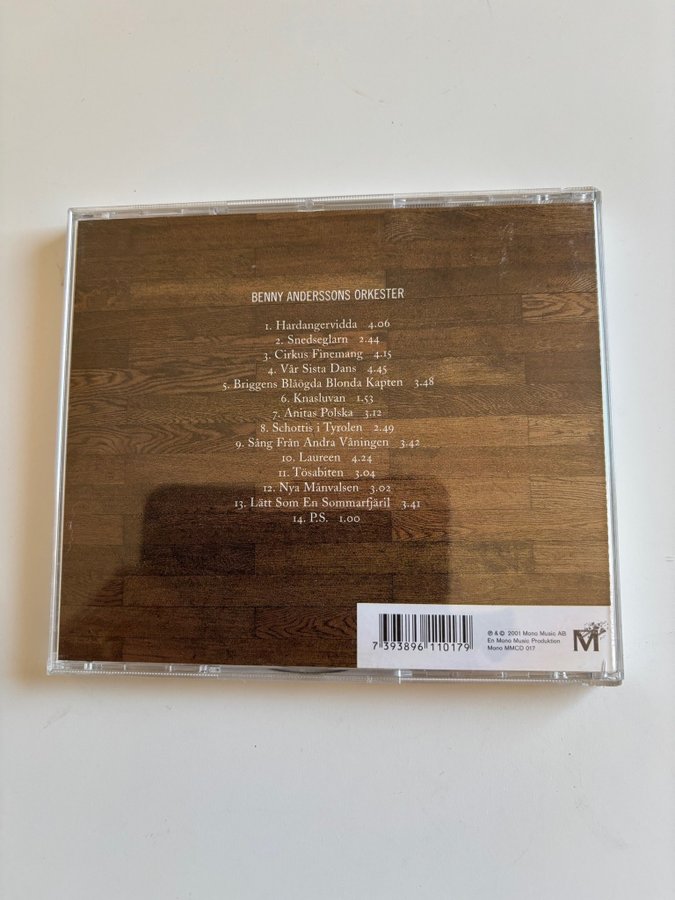 BENNY ANDERSSONS ORKESTER
1. Hardangervidda 4.06
2. Snedseglarn 2.44
3. Cirkus Finemang 4.15
4. Vår Sista Dans 4.45
5. Briggens Blåögda Blonda Kapten 3.48
6. Knasluvan 1.53
7. Anitas Polska 3.12
8. Schottis i Tyrolen 2.49
9. Sång Från Andra Våningen 3.42
10. Laureen 4.24
11. Tösabiten 3.04
12. Nya Månvalsen 3.02
13. Lätt Som En Sommarfjäril 3.41
14. P.S. 1.00
7 393896 110179
℗ & © 2001 Mono Music AB
En Mono Music Produktion
Mono MMCD 017
M